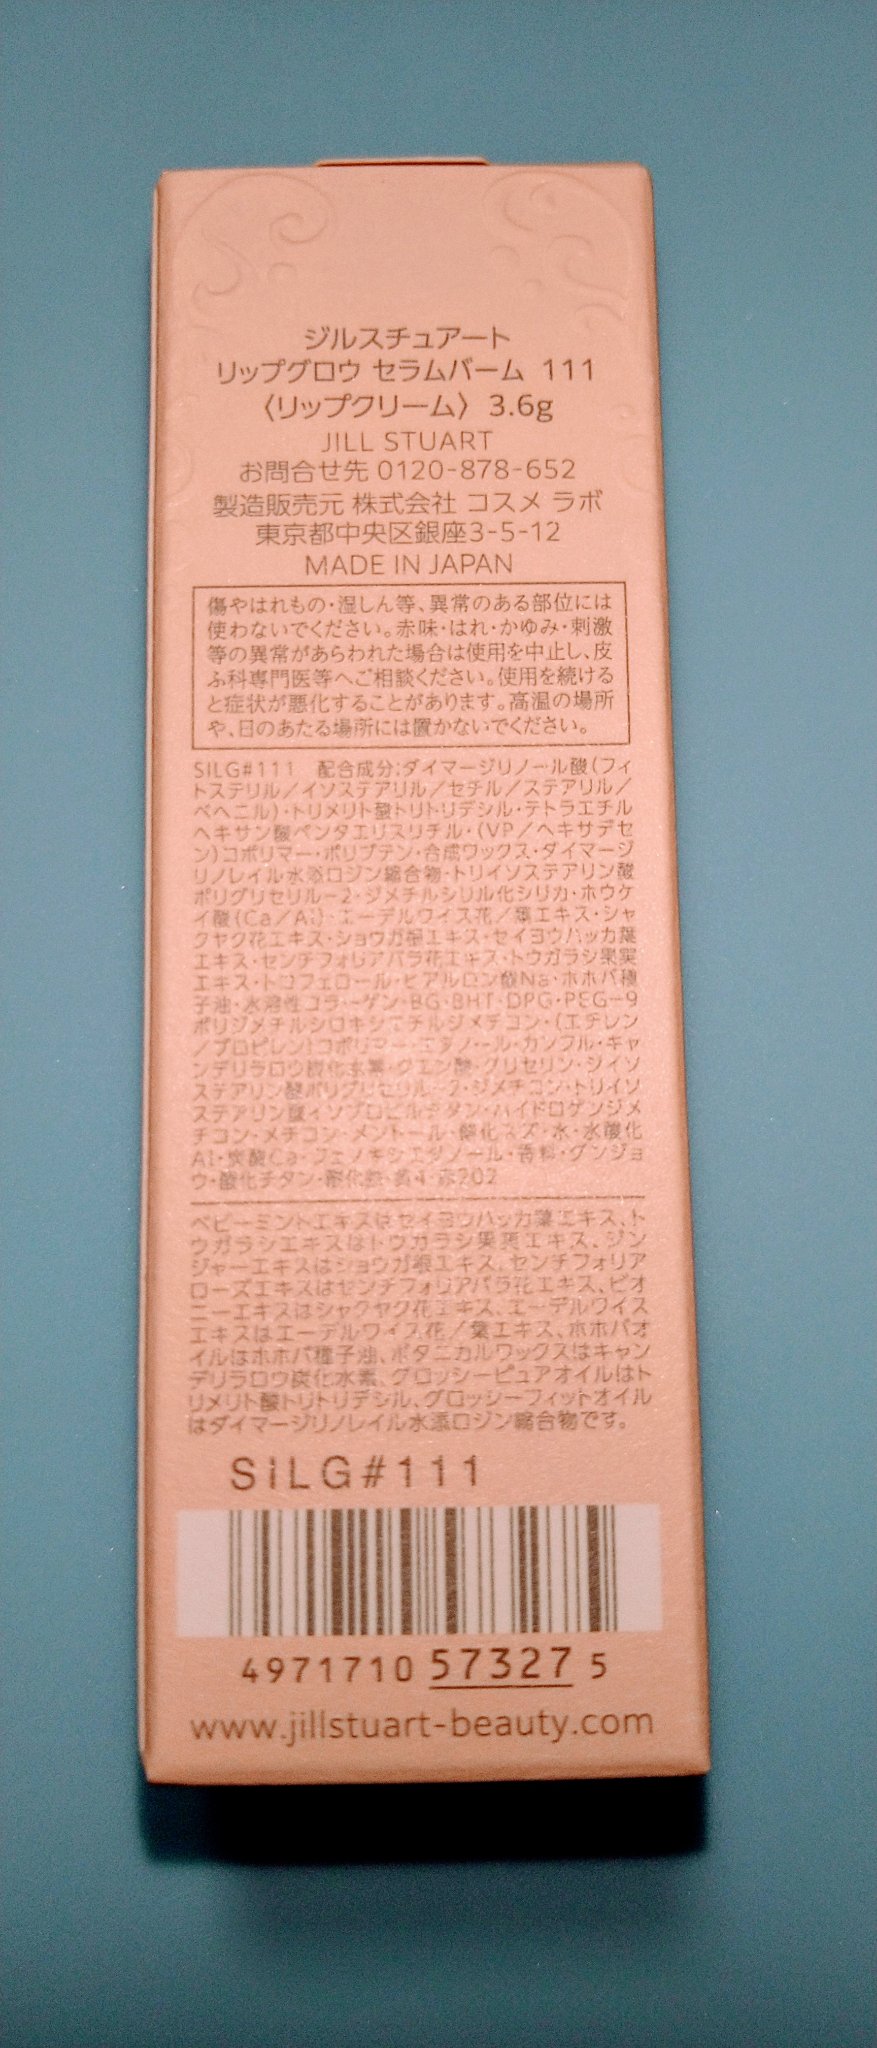 ジルスチュアート
リップグロウ セラムバーム 111
〈リップクリーム〉 3.6g
JILL STUART
お問合せ先 0120-878-652
製造販売元 株式会社 コスメ ラボ
東京都中央区銀座3-5-12
MADE IN JAPAN
傷やはれもの・湿しん等、異常のある部位には
使わないでください。赤味・はれ・かゆみ・刺激
等の異常があらわれた場合は使用を中止し、皮
ふ科専門医等へご相談ください。使用を続ける
と症状が悪化することがあります。高温の場所
や、日のあたる場所には置かないでください。
SILG#111 配合成分:ダイマージリノール酸(フィ
トステリル/イソステアリル/セチル/ステアリル/
ベヘニル)・トリメリト酸トリトリデシル・テトラエチル
ヘキサン酸ペンタエリスリチル・(VP/ヘキサデセ
ン)コポリマー・ポリブテン・合成ワックス・ダイマージ
リノレイル水添ロジン縮合物・トリイソステアリン酸
ポリグリセリル-2・ジメチルシリル化シリカ・ホウケ
イ酸(Ca/Al)・エーデルワイス花/葉エキス・シャ
クヤク花エキス・ショウガ根エキス・セイヨウハッカ葉
エキス・センチフォリアバラ花エキス・トウガラシ果実
エキス・トコフェロール・ヒアルロン酸Na・ホホバ種
子油・水溶性コラーゲン・BG・BHT・DPG・PEG-9
ポリジメチルシロキシエチルジメチコン・(エチレン
/プロピレン)コポリマー・エタノール・カンフル・キャ
ンデリラロウ炭化水素・クエン酸・グリセリン・ジイソ
ステアリン酸ポリグリセリル-2・ジメチコン・トリイソ
ステアリン酸イソプロピルチタン・ハイドロゲンジメ
チコン・メチコン・メントール・酸化スズ・水・水酸化
Al・炭酸Ca・フェノキシエタノール・香料・グンジョ
ウ・酸化チタン・酸化鉄・黄4・赤202
ペピーミントエキスはセイヨウハッカ葉エキス、ト
ウガラシエキスはトウガラシ果実エキス、ジン
ジャーエキスはショウガ根エキス、センチフォリア
ローズエキスはセンチフォリアバラ花エキス、ピオ
ニーエキスはシャクヤク花エキス、エーデルワイス
エキスはエーデルワイス花/葉エキス、ホホバオ
イルはホホバ種子油、ボタニカルワックスはキャン
デリラロウ炭化水素、グロッシーピュアオイルはト
リメリト酸トリトリデシル、グロッシーフィットオイル
はダイマージリノレイル水添ロジン縮合物です。
SiLG#111
4971710 57327 5
www.jillstuart-beauty.com